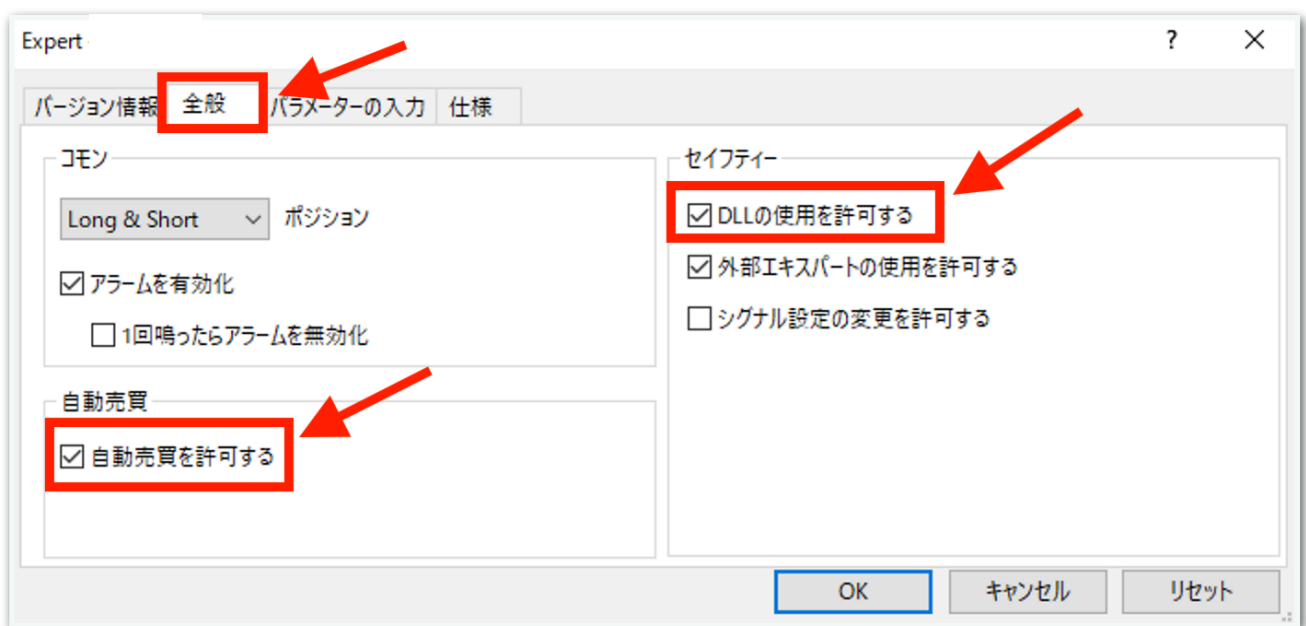 Expert
?
バージョン情報 全般 パラメーターの入力 仕様
コモン
Long & Short ポジション
アラームを有効化
1回鳴ったらアラームを無効化
自動売買
自動売買を許可する
セイフティー
DLLの使用を許可する
外部エキスパートの使用を許可する
シグナル設定の変更を許可する
OK キャンセル リセット